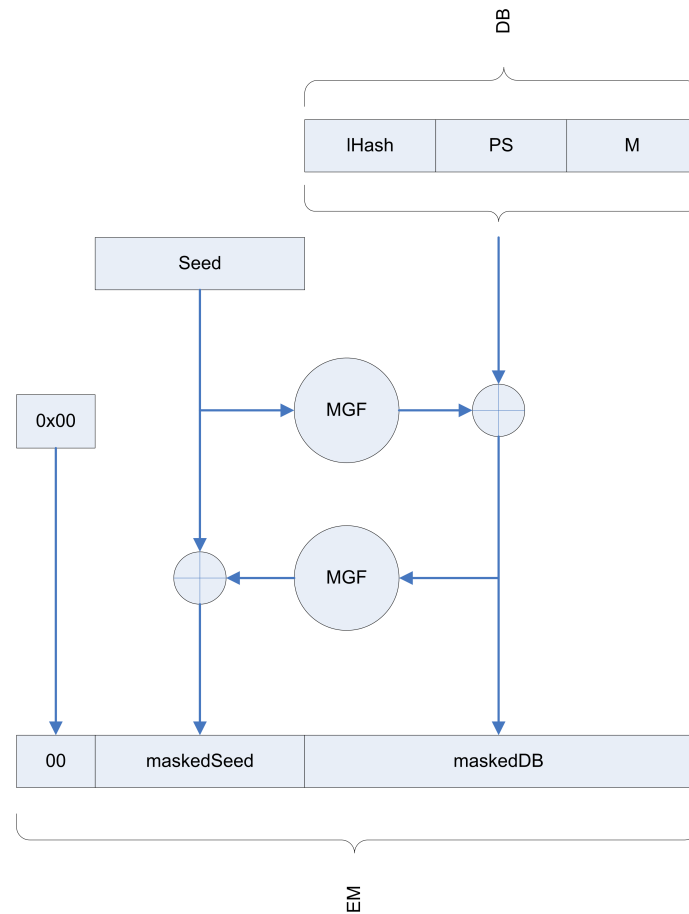 DB
lHash PS M
Seed
MGF
0x00
MGF
00 maskedSeed maskedDB
EM